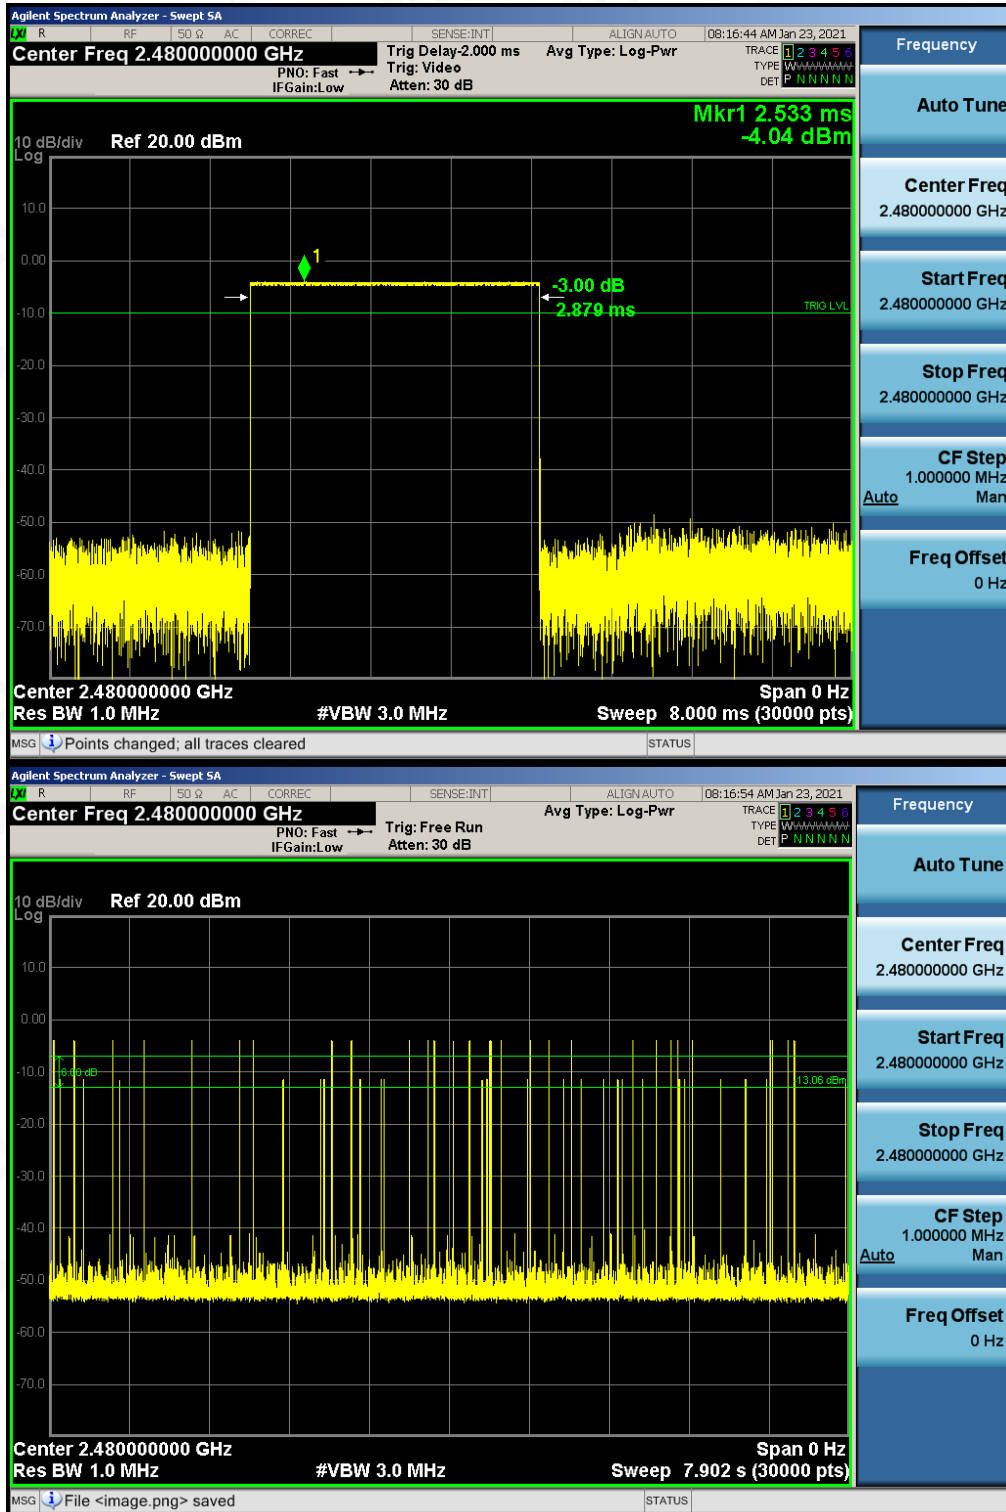 Agilent Spectrum Analyzer - Swept SA
LXI R RF 50 Ω AC CORREC SENSE:INT ALIGN AUTO 08:16:44 AM Jan 23, 2021
Center Freq 2.480000000 GHz
PNO: Fast
IFGain:Low
Trig Delay-2.000 ms
Trig: Video
Atten: 30 dB
Avg Type: Log-Pwr
TRACE 1 2 3 4 5 6
TYPE W
DET P N N N N N
Mkr1 2.533 ms
-4.04 dBm
10 dB/div Ref 20.00 dBm
Log
10.0
0.00
1
-3.00 dB
2.879 ms
TRIG LVL
-10.0
-20.0
-30.0
-40.0
-50.0
-60.0
-70.0
Center 2.480000000 GHz Span 0 Hz
Res BW 1.0 MHz #VBW 3.0 MHz Sweep 8.000 ms (30000 pts)
MSG Points changed; all traces cleared STATUS
Frequency
Auto Tune
Center Freq
2.480000000 GHz
Start Freq
2.480000000 GHz
Stop Freq
2.480000000 GHz
CF Step
1.000000 MHz
Auto Man
Freq Offset
0 Hz
Agilent Spectrum Analyzer - Swept SA
LXI R RF 50 Ω AC CORREC SENSE:INT ALIGN AUTO 08:16:54 AM Jan 23, 2021
Center Freq 2.480000000 GHz
PNO: Fast
IFGain:Low
Trig: Free Run
Atten: 30 dB
Avg Type: Log-Pwr
TRACE 1 2 3 4 5 6
TYPE W
DET P N N N N N
10 dB/div Ref 20.00 dBm
Log
10.0
0.00
-10.0
6.00 dB
-13.06 dBm
-20.0
-30.0
-40.0
-50.0
-60.0
-70.0
Center 2.480000000 GHz Span 0 Hz
Res BW 1.0 MHz #VBW 3.0 MHz Sweep 7.902 s (30000 pts)
MSG File <image.png> saved STATUS
Frequency
Auto Tune
Center Freq
2.480000000 GHz
Start Freq
2.480000000 GHz
Stop Freq
2.480000000 GHz
CF Step
1.000000 MHz
Auto Man
Freq Offset
0 Hz